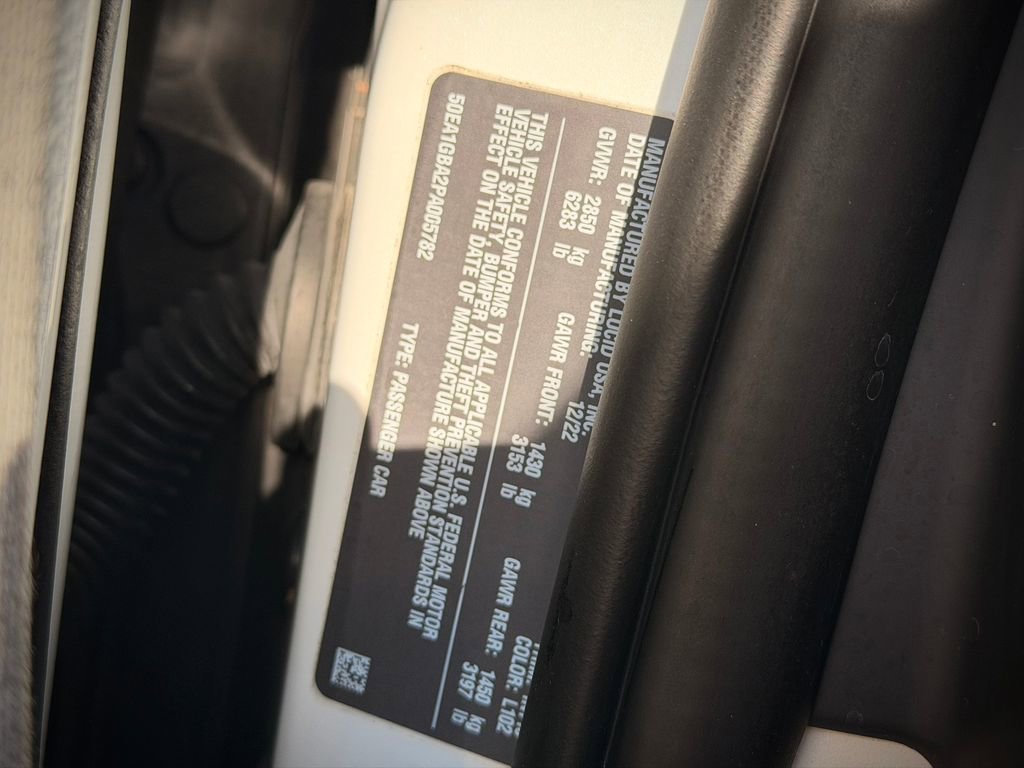 MANUFACTURED BY LUCID USA, INC.
DATE OF MANUFACTURING: 12/22 COLOR: L102
GVWR: 2850 kg GAWR FRONT: 1430 kg GAWR REAR: 1450 kg
6283 lb 3153 lb 3197 lb
THIS VEHICLE CONFORMS TO ALL APPLICABLE U.S. FEDERAL MOTOR
VEHICLE SAFETY BUMPER AND THEFT PREVENTION STANDARDS IN
EFFECT ON THE DATE OF MANUFACTURE SHOWN ABOVE
50EA1GBA2PA005782 TYPE: PASSENGER CAR